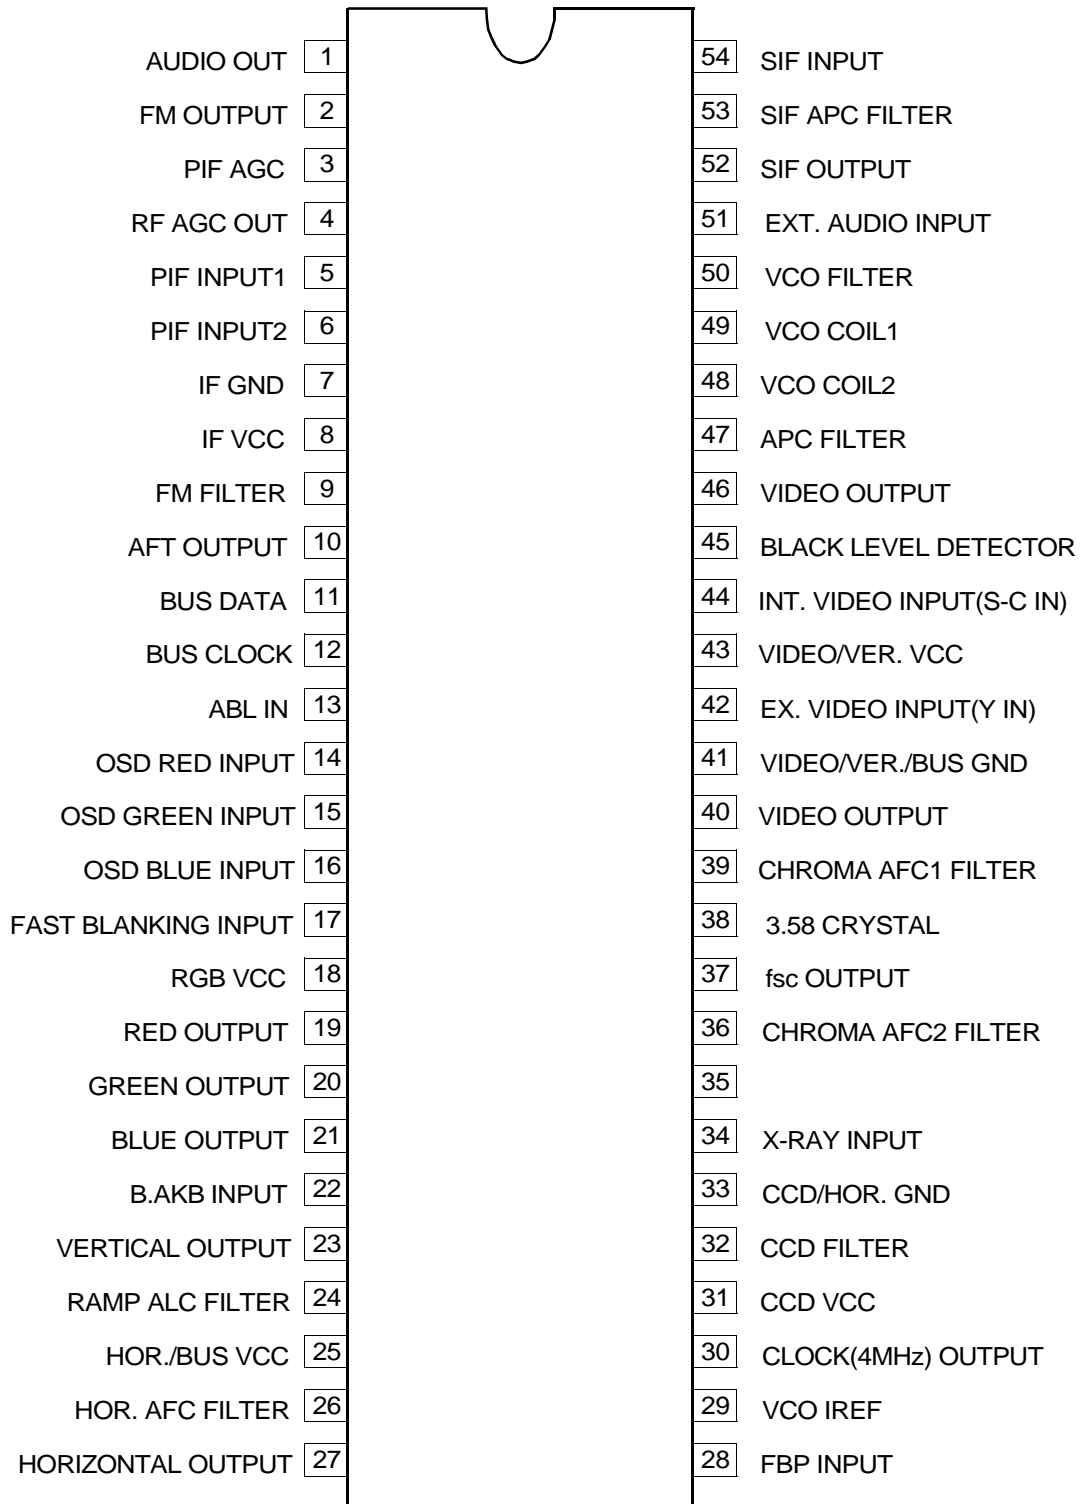 AUDIO OUT 1 54 SIF INPUT
FM OUTPUT 2 53 SIF APC FILTER
PIF AGC 3 52 SIF OUTPUT
RF AGC OUT 4 51 EXT. AUDIO INPUT
PIF INPUT1 5 50 VCO FILTER
PIF INPUT2 6 49 VCO COIL1
IF GND 7 48 VCO COIL2
IF VCC 8 47 APC FILTER
FM FILTER 9 46 VIDEO OUTPUT
AFT OUTPUT 10 45 BLACK LEVEL DETECTOR
BUS DATA 11 44 INT. VIDEO INPUT(S-C IN)
BUS CLOCK 12 43 VIDEO/VER. VCC
ABL IN 13 42 EX. VIDEO INPUT(Y IN)
OSD RED INPUT 14 41 VIDEO/VER./BUS GND
OSD GREEN INPUT 15 40 VIDEO OUTPUT
OSD BLUE INPUT 16 39 CHROMA AFC1 FILTER
FAST BLANKING INPUT 17 38 3.58 CRYSTAL
RGB VCC 18 37 fsc OUTPUT
RED OUTPUT 19 36 CHROMA AFC2 FILTER
GREEN OUTPUT 20 35
BLUE OUTPUT 21 34 X-RAY INPUT
B.AKB INPUT 22 33 CCD/HOR. GND
VERTICAL OUTPUT 23 32 CCD FILTER
RAMP ALC FILTER 24 31 CCD VCC
HOR./BUS VCC 25 30 CLOCK(4MHz) OUTPUT
HOR. AFC FILTER 26 29 VCO IREF
HORIZONTAL OUTPUT 27 28 FBP INPUT